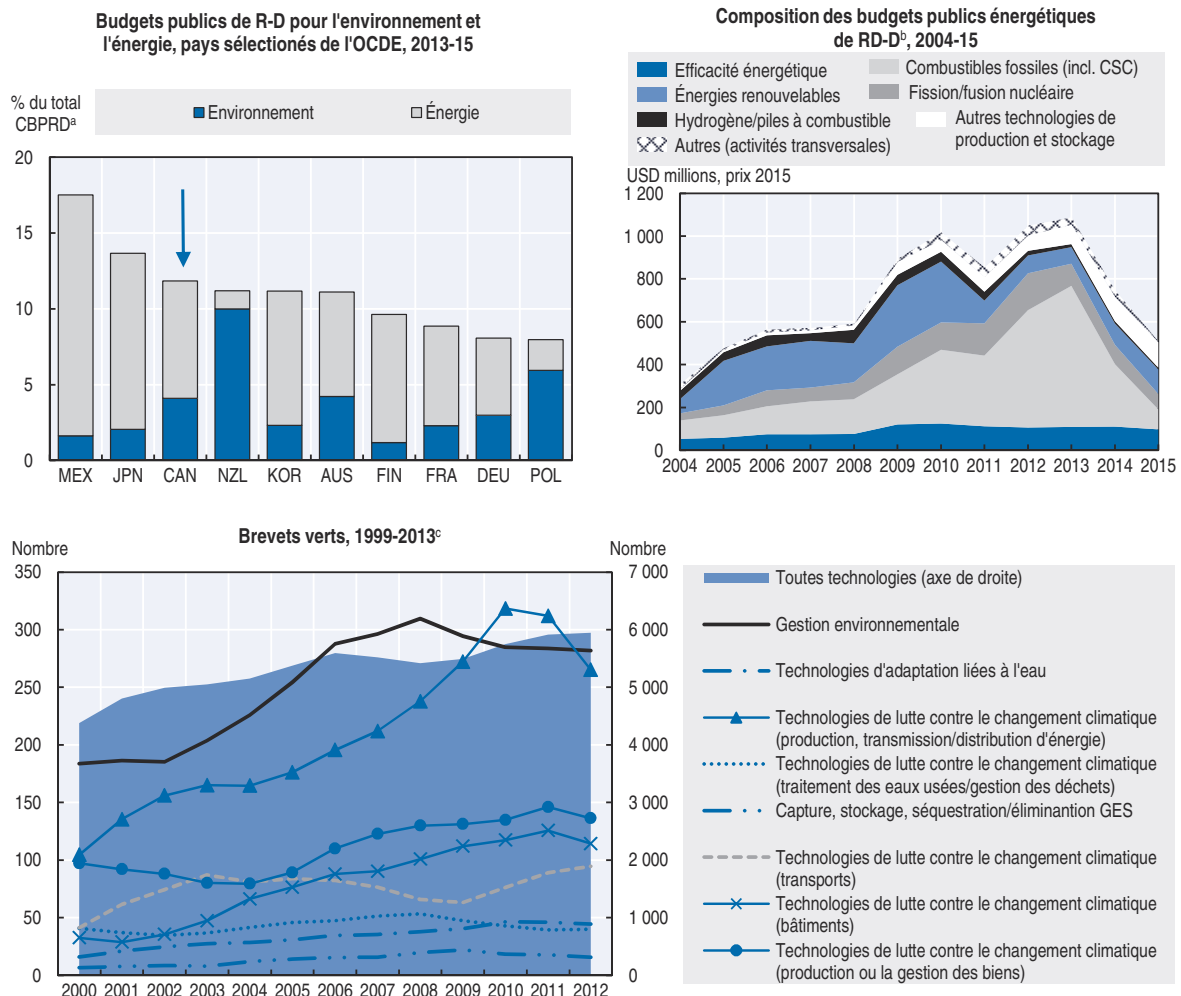 Budgets publics de R-D pour l'environnement et
l'énergie, pays sélectionés de l'OCDE, 2013-15
% du total
CBPRDa
Environnement
Énergie
20
15
10
5
0
MEX JPN CAN NZL KOR AUS FIN FRA DEU POL
Composition des budgets publics énergétiques
de RD-Db, 2004-15
Efficacité énergétique
Combustibles fossiles (incl. CSC)
Énergies renouvelables
Fission/fusion nucléaire
Hydrogène/piles à combustible
Autres technologies de
production et stockage
Autres (activités transversales)
USD millions, prix 2015
1 200
1 000
800
600
400
200
0
2004 2005 2006 2007 2008 2009 2010 2011 2012 2013 2014 2015
Brevets verts, 1999-2013c
Nombre
Nombre
350
300
250
200
150
100
50
0
7 000
6 000
5 000
4 000
3 000
2 000
1 000
0
2000 2001 2002 2003 2004 2005 2006 2007 2008 2009 2010 2011 2012
Toutes technologies (axe de droite)
Gestion environnementale
Technologies d'adaptation liées à l'eau
Technologies de lutte contre le changement climatique
(production, transmission/distribution d'énergie)
Technologies de lutte contre le changement climatique
(traitement des eaux usées/gestion des déchets)
Capture, stockage, séquestration/éliminantion GES
Technologies de lutte contre le changement climatique
(transports)
Technologies de lutte contre le changement climatique
(bâtiments)
Technologies de lutte contre le changement climatique
(production ou la gestion des biens)